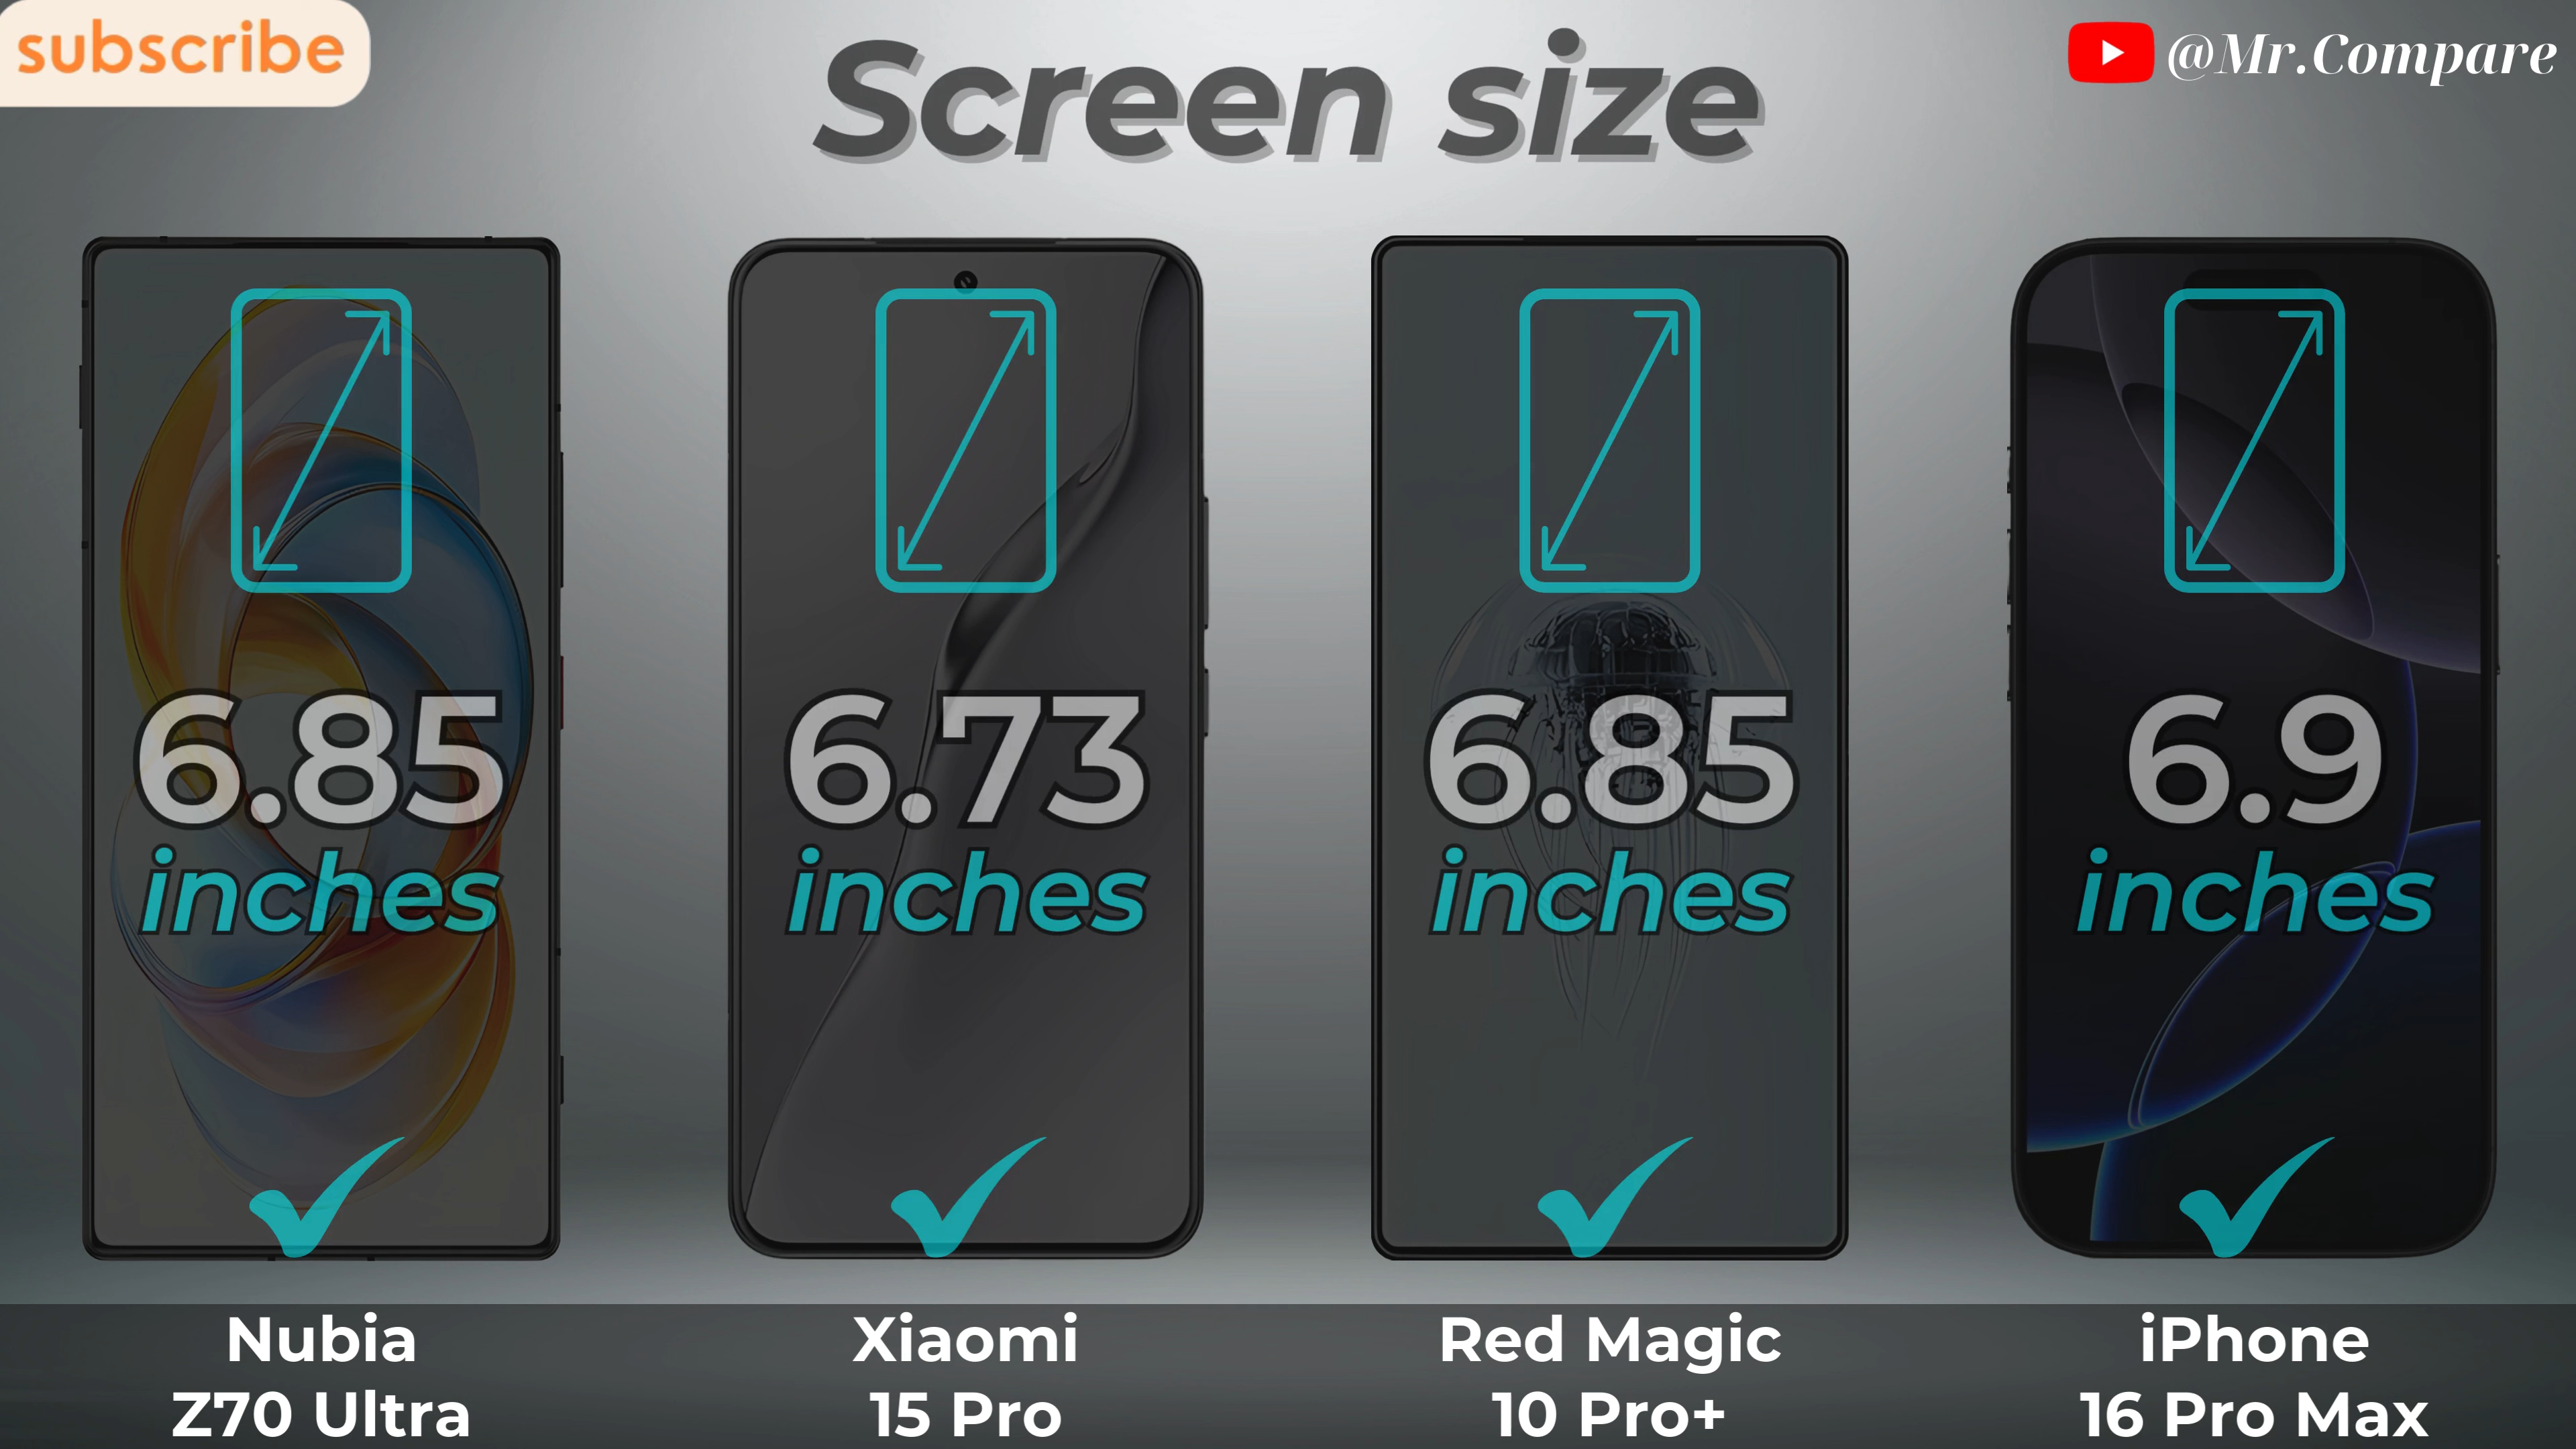 subscribe
Screen size
@Mr.Compare
6.85
inches
6.73
inches
6.85
inches
6.9
inches
Nubia
Z70 Ultra
Xiaomi
15 Pro
Red Magic
10 Pro+
iPhone
16 Pro Max